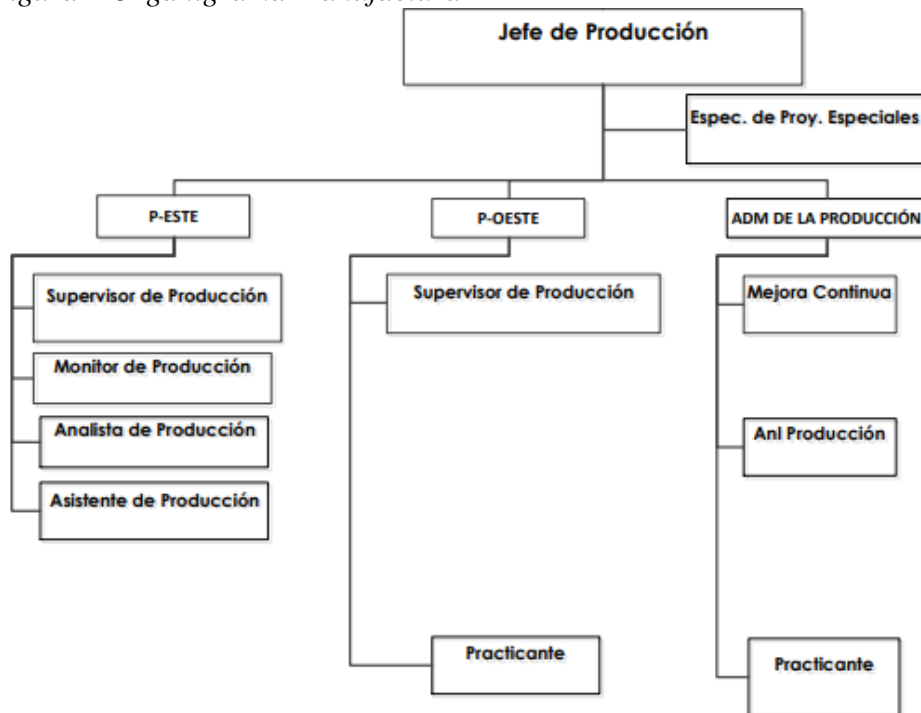 Jefe de Producción
Espec. de Proy. Especiales
P-ESTE
P-OESTE
ADM DE LA PRODUCCIÓN
Supervisor de Producción
Monitor de Producción
Analista de Producción
Asistente de Producción
Supervisor de Producción
Practicante
Mejora Continua
Anl Producción
Practicante